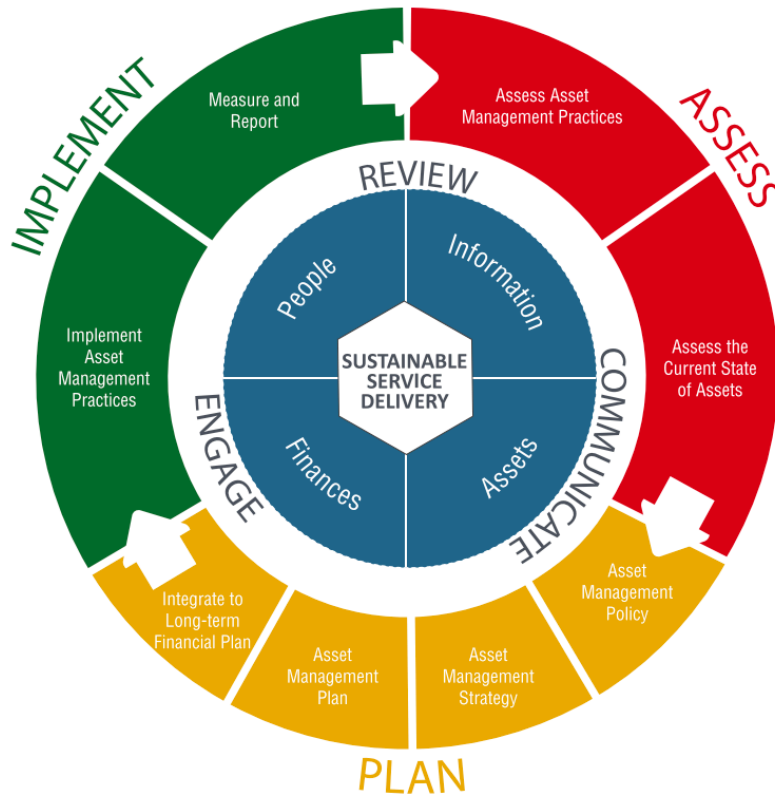 IMPLEMENT
Measure and
Report
Assess Asset
Management Practices
ASSESS
REVIEW
People
Information
Implement
Asset
Management
Practices
SUSTAINABLE
SERVICE
DELIVERY
Assess the
Current State
of Assets
ENGAGE
COMMUNICATE
Finances
Assets
Integrate to
Long-term
Financial Plan
Asset
Management
Plan
Asset
Management
Strategy
Asset
Management
Policy
PLAN